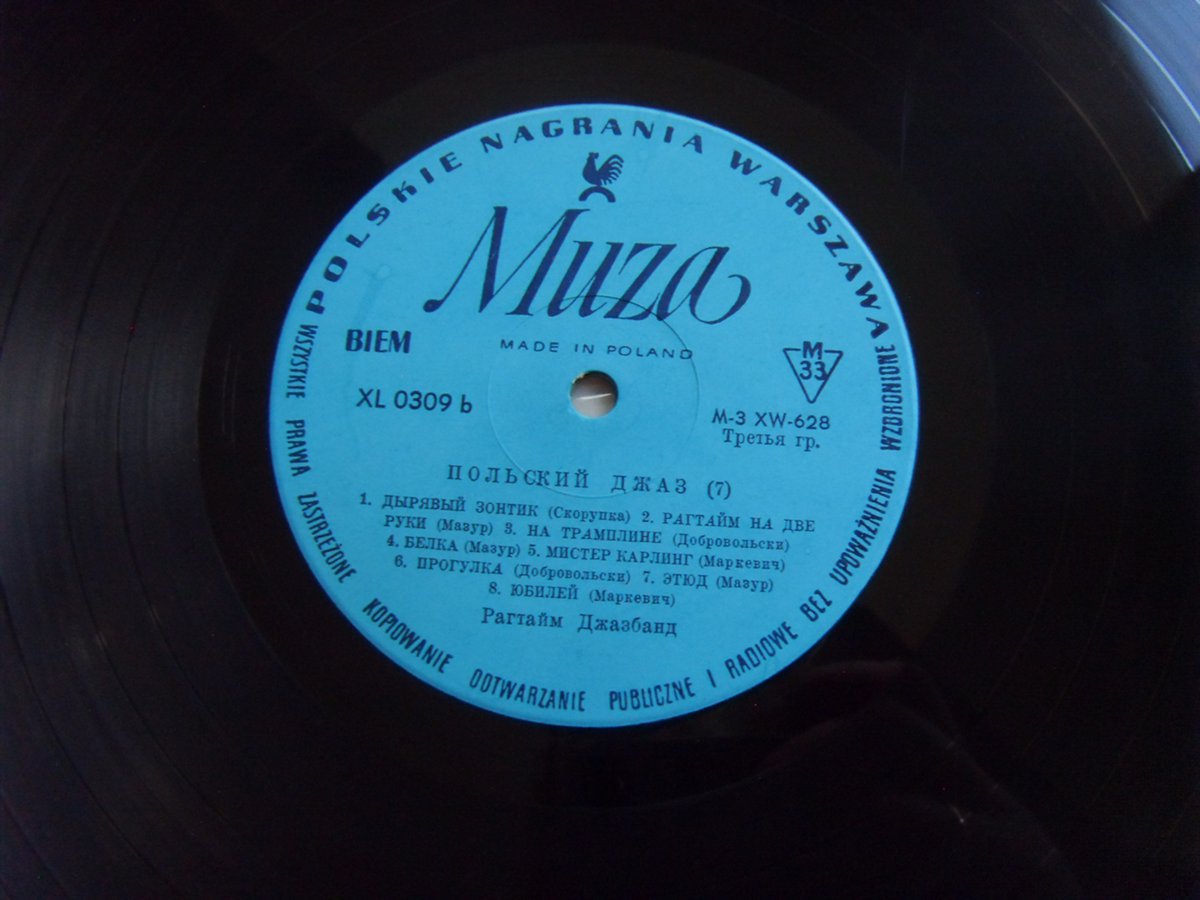 POLSKIE NAGRANIA WARSZAWA
Muza
MADE IN POLAND
BIEM
M
33
XL 0309 b
M-3 XW-628
Третья гр.
ПОЛЬСКИЙ ДЖАЗ (7)
1. ДЫРЯВЫЙ ЗОНТИК (Скорупка) 2. РАГТАЙМ НА ДВЕ
РУКИ (Мазур) 3. НА ТРАМПЛИНЕ (Добровольски)
4. БЕЛКА (Мазур) 5. МИСТЕР КАРЛИНГ (Маркевич)
6. ПРОГУЛКА (Добровольски) 7. ЭТЮД (Мазур)
8. ЮБИЛЕЙ (Маркевич)
Рагтайм Джазбанд
WSZYSTKIE PRAWA ZASTRZEŻONE KOPIOWANIE ODTWARZANIE PUBLICZNE I RADIOWE BEZ UPOWAŻNIENIA WZBRONIONE